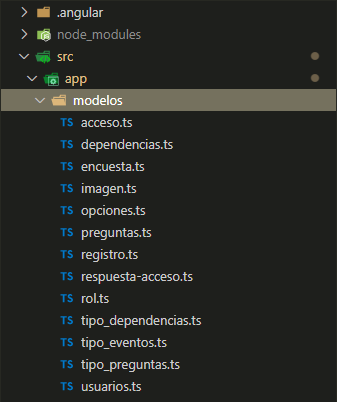 .angular
node_modules
src
app
modelos
TS acceso.ts
TS dependencias.ts
TS encuesta.ts
TS imagen.ts
TS opciones.ts
TS preguntas.ts
TS registro.ts
TS respuesta-acceso.ts
TS rol.ts
TS tipo_dependencias.ts
TS tipo_eventos.ts
TS tipo_preguntas.ts
TS usuarios.ts